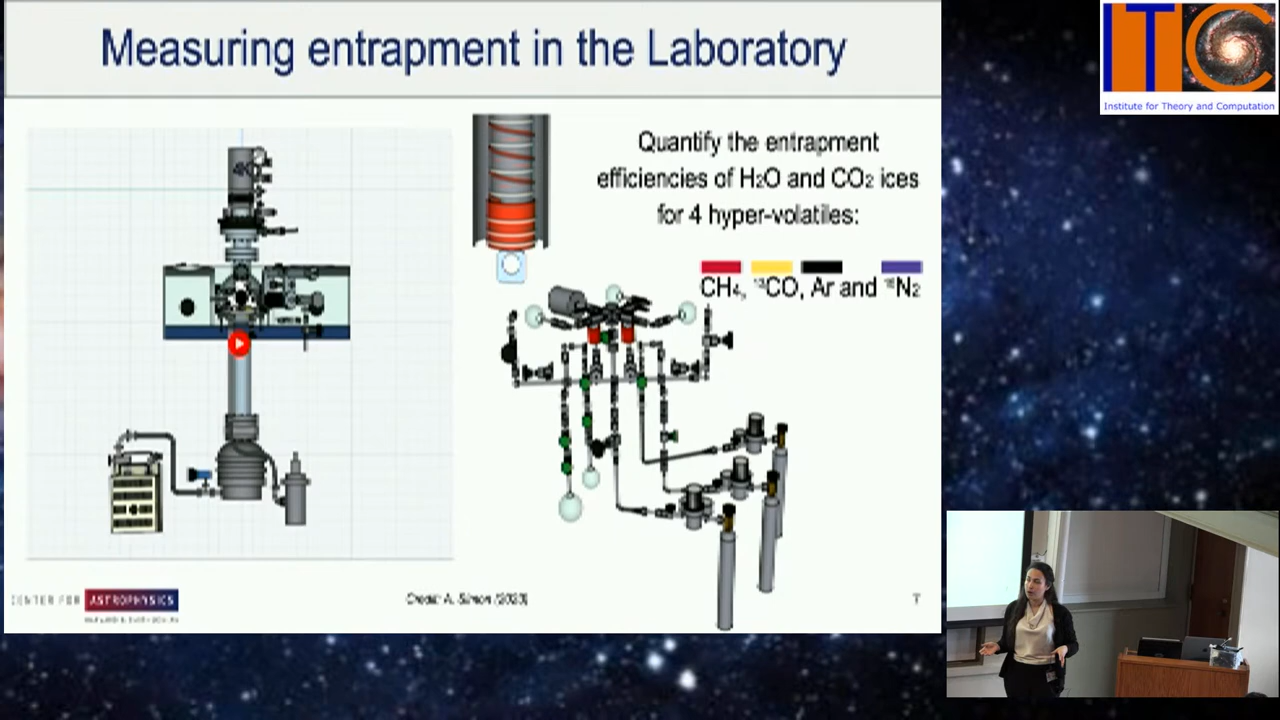 Measuring entrapment in the Laboratory
4K
Quantify the entrapment
efficiencies of H₂O and CO₂ ices
for 4 hyper-volatiles:
CH₄, ¹³CO, Ar and ¹⁵N₂
CENTER FOR ASTROPHYSICS
Credit: A. Simon (2023)
7
ITC
Institute for Theory and Computation